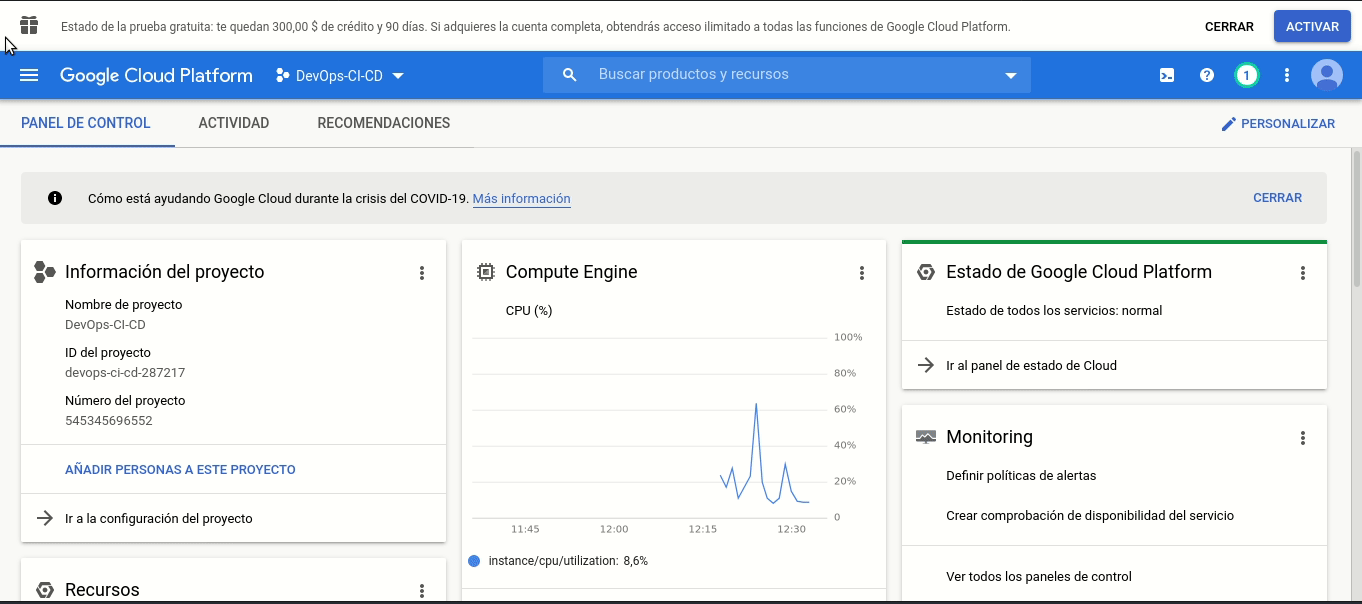 Estado de la prueba gratuita: te quedan 300,00 $ de crédito y 90 días. Si adquieres la cuenta completa, obtendrás acceso ilimitado a todas las funciones de Google Cloud Platform.
CERRAR
ACTIVAR
Google Cloud Platform
DevOps-CI-CD
Buscar productos y recursos
1
PANEL DE CONTROL
ACTIVIDAD
RECOMENDACIONES
PERSONALIZAR
Cómo está ayudando Google Cloud durante la crisis del COVID-19. Más información
CERRAR
Información del proyecto
Nombre de proyecto
DevOps-CI-CD
ID del proyecto
devops-ci-cd-287217
Número del proyecto
545345696552
AÑADIR PERSONAS A ESTE PROYECTO
Ir a la configuración del proyecto
Recursos
Compute Engine
CPU (%)
100%
80%
60%
40%
20%
0
11:45
12:00
12:15
12:30
instance/cpu/utilization: 8,6%
Estado de Google Cloud Platform
Estado de todos los servicios: normal
Ir al panel de estado de Cloud
Monitoring
Definir políticas de alertas
Crear comprobación de disponibilidad del servicio
Ver todos los paneles de control